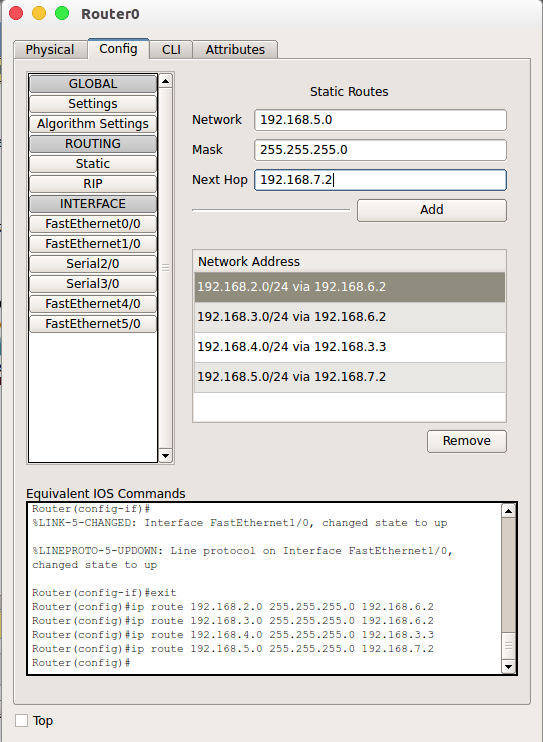 Router0
Physical Config CLI Attributes
GLOBAL
Settings
Algorithm Settings
ROUTING
Static
RIP
INTERFACE
FastEthernet0/0
FastEthernet1/0
Serial2/0
Serial3/0
FastEthernet4/0
FastEthernet5/0
Static Routes
Network 192.168.5.0
Mask 255.255.255.0
Next Hop 192.168.7.2
Add
Network Address
192.168.2.0/24 via 192.168.6.2
192.168.3.0/24 via 192.168.6.2
192.168.4.0/24 via 192.168.3.3
192.168.5.0/24 via 192.168.7.2
Remove
Equivalent IOS Commands
Router(config-if)#
%LINK-5-CHANGED: Interface FastEthernet1/0, changed state to up
%LINEPROTO-5-UPDOWN: Line protocol on Interface FastEthernet1/0,
changed state to up
Router(config-if)#exit
Router(config)#ip route 192.168.2.0 255.255.255.0 192.168.6.2
Router(config)#ip route 192.168.3.0 255.255.255.0 192.168.6.2
Router(config)#ip route 192.168.4.0 255.255.255.0 192.168.3.3
Router(config)#ip route 192.168.5.0 255.255.255.0 192.168.7.2
Router(config)#
Top